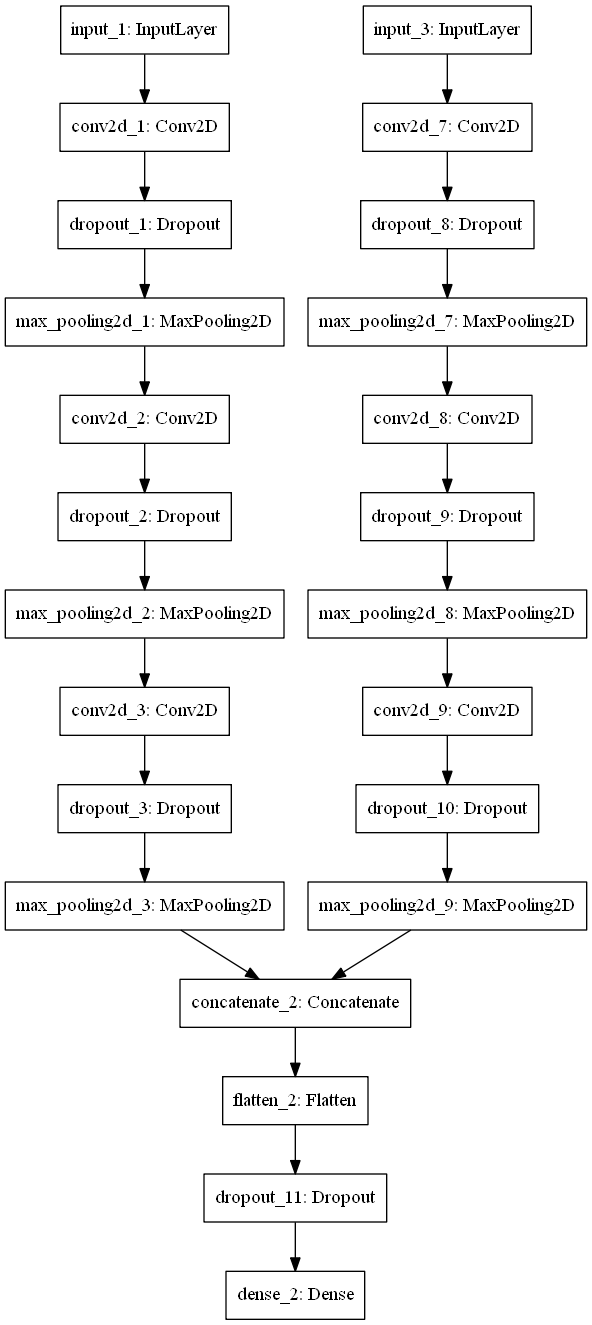 input_1: InputLayer
input_3: InputLayer
conv2d_1: Conv2D
conv2d_7: Conv2D
dropout_1: Dropout
dropout_8: Dropout
max_pooling2d_1: MaxPooling2D
max_pooling2d_7: MaxPooling2D
conv2d_2: Conv2D
conv2d_8: Conv2D
dropout_2: Dropout
dropout_9: Dropout
max_pooling2d_2: MaxPooling2D
max_pooling2d_8: MaxPooling2D
conv2d_3: Conv2D
conv2d_9: Conv2D
dropout_3: Dropout
dropout_10: Dropout
max_pooling2d_3: MaxPooling2D
max_pooling2d_9: MaxPooling2D
concatenate_2: Concatenate
flatten_2: Flatten
dropout_11: Dropout
dense_2: Dense